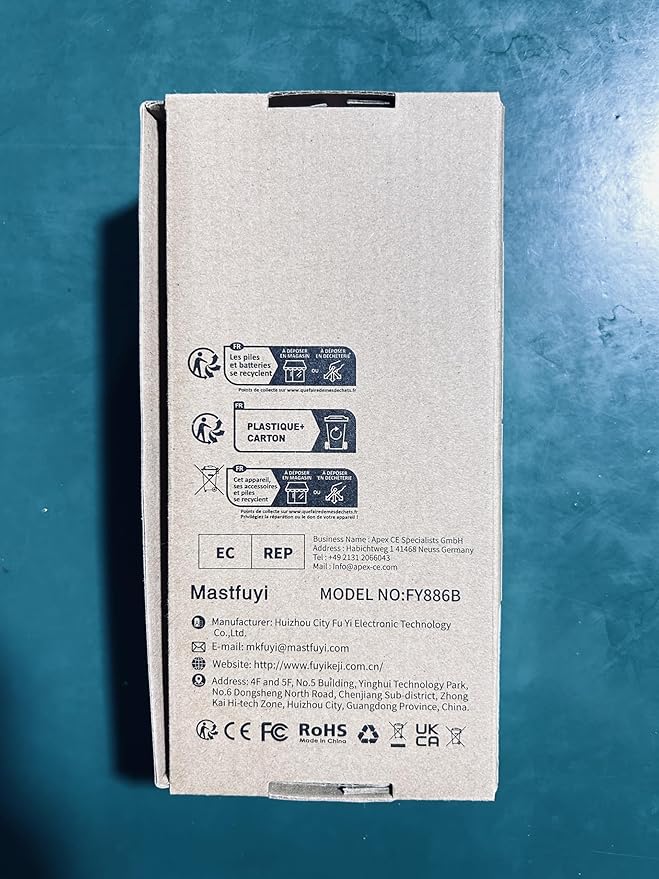 FR
Les piles
et batteries
se recyclent
À DÉPOSER
EN MAGASIN
OU
À DÉPOSER
EN DÉCHÈTERIE
Points de collecte sur www.quefairedemesdechets.fr
FR
PLASTIQUE+
CARTON
FR
Cet appareil,
ses accessoires
et piles
se recyclent
À DÉPOSER
EN MAGASIN
OU
À DÉPOSER
EN DÉCHÈTERIE
Points de collecte sur www.quefairedemesdechets.fr
Privilégiez la réparation ou le don de votre appareil !
EC REP
Business Name : Apex CE Specialists GmbH
Address : Habichtweg 1 41468 Neuss Germany
Tel : +49 2131 2066043
Mail : Info@apex-ce.com
Mastfuyi MODEL NO:FY886B
Manufacturer: Huizhou City Fu Yi Electronic Technology
Co.,Ltd.
E-mail: mkfuyi@mastfuyi.com
Website: http://www.fuyikeji.com.cn/
Address: 4F and 5F, No.5 Building, Yinghui Technology Park,
No.6 Dongsheng North Road, Chenjiang Sub-district, Zhong
Kai Hi-tech Zone, Huizhou City, Guangdong Province, China.
CE FC RoHS UK
CA
Made in China